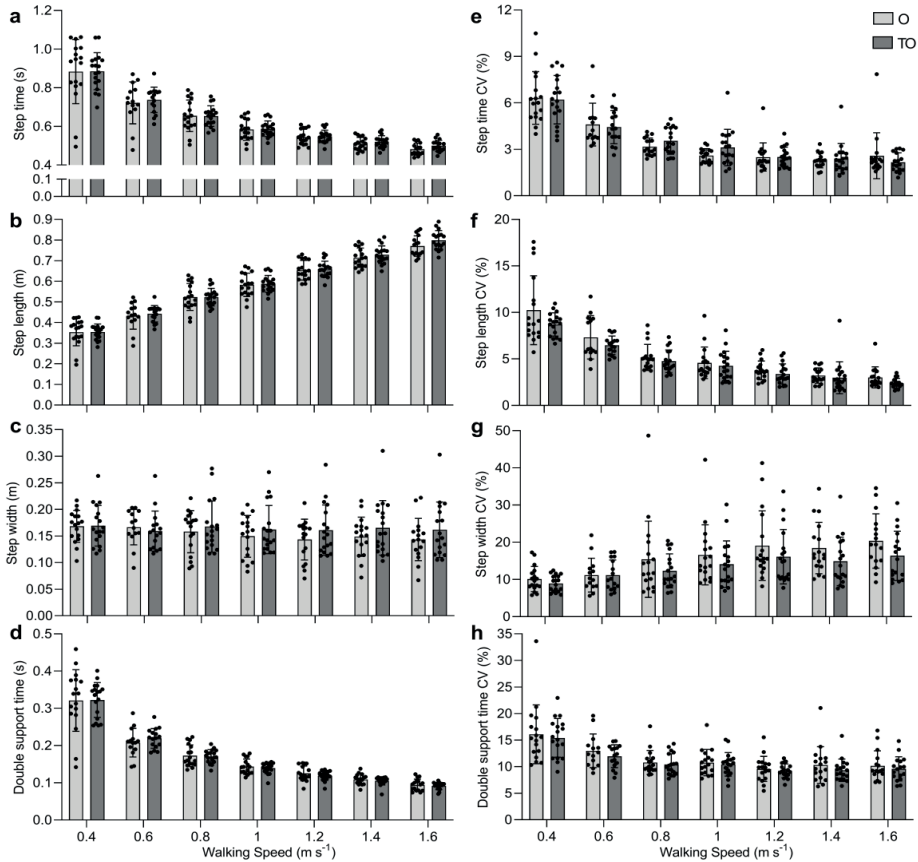 a
Step time (s)
1.2
1.0
0.8
0.6
0.4
0.1
0.0
b
Step length (m)
0.9
0.8
0.7
0.6
0.5
0.4
0.3
0.2
0.1
0.0
c
Step width (m)
0.35
0.30
0.25
0.20
0.15
0.10
0.05
0.00
d
Double support time (s)
0.5
0.4
0.3
0.2
0.1
0.0
0.4 0.6 0.8 1 1.2 1.4 1.6
Walking Speed (m s⁻¹)
e
Step time CV (%)
12
9
6
3
0
O
TO
f
Step length CV (%)
20
15
10
5
0
g
Step width CV (%)
50
40
30
20
10
0
h
Double support time CV (%)
35
30
25
20
15
10
5
0
0.4 0.6 0.8 1 1.2 1.4 1.6
Walking Speed (m s⁻¹)